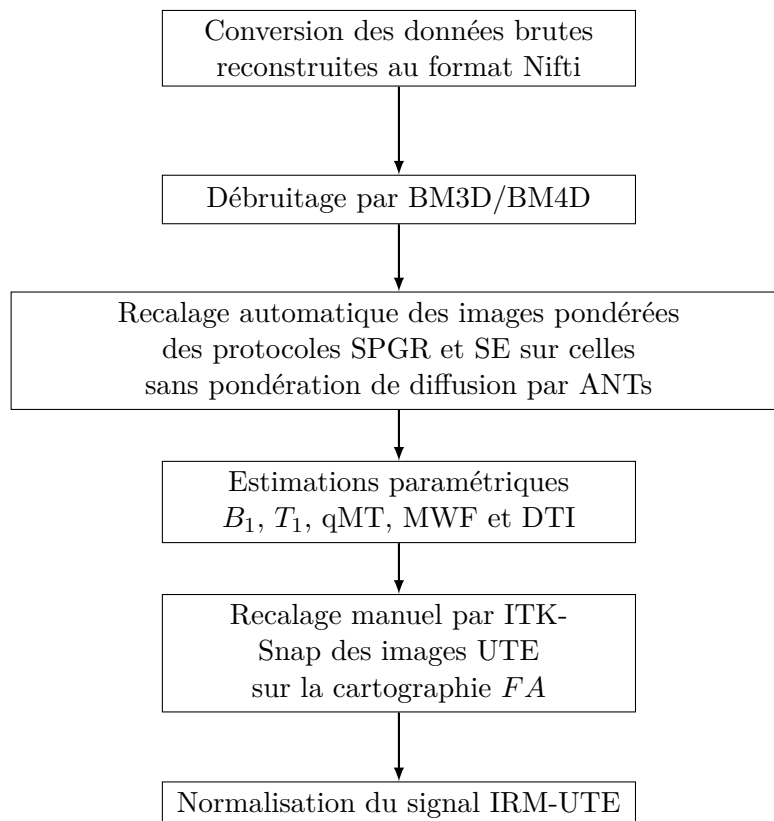 Conversion des données brutes
reconstruites au format Nifti
Débruitage par BM3D/BM4D
Recalage automatique des images pondérées
des protocoles SPGR et SE sur celles
sans pondération de diffusion par ANTs
Estimations paramétriques
$B_1$, $T_1$, qMT, MWF et DTI
Recalage manuel par ITK-
Snap des images UTE
sur la cartographie $FA$
Normalisation du signal IRM-UTE